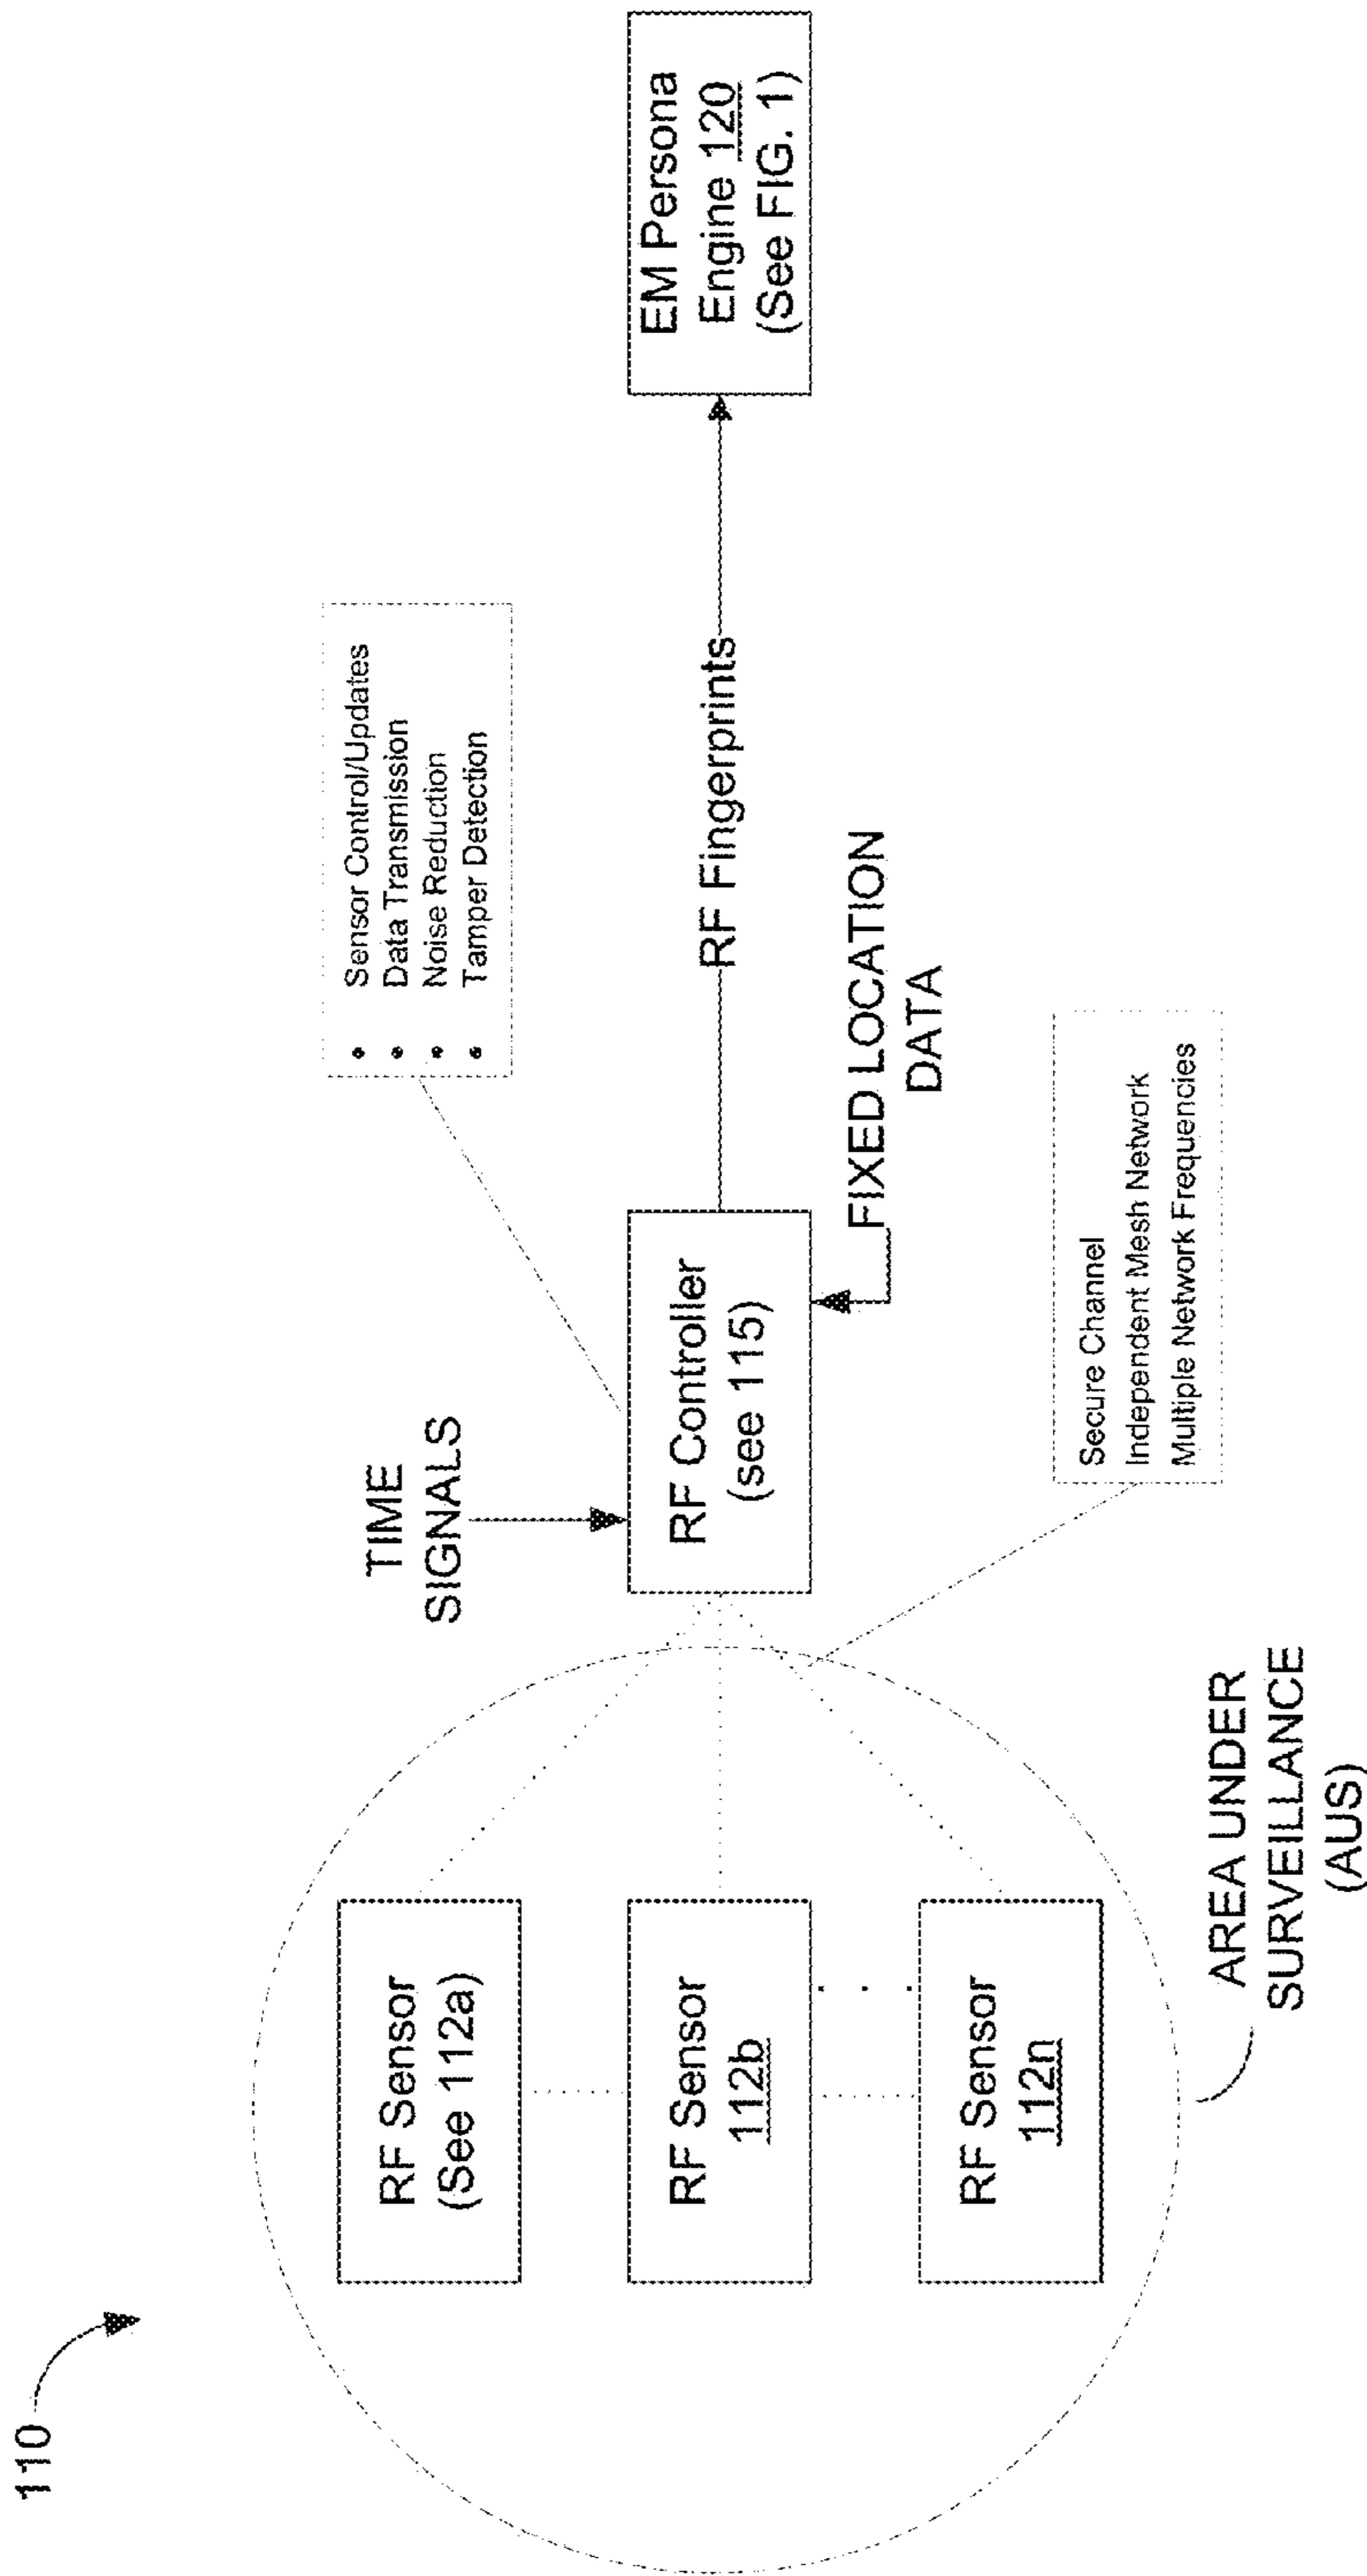 110
RF Sensor
(See 112a)
RF Sensor
112b
RF Sensor
112n
AREA UNDER
SURVEILLANCE
(AUS)
TIME
SIGNALS
RF Controller
(see 115)
FIXED LOCATION
DATA
• Sensor Control/Updates
• Data Transmission
• Noise Reduction
• Tamper Detection
Secure Channel
Independent Mesh Network
Multiple Network Frequencies
RF Fingerprints
EM Persona
Engine 120
(See FIG. 1)